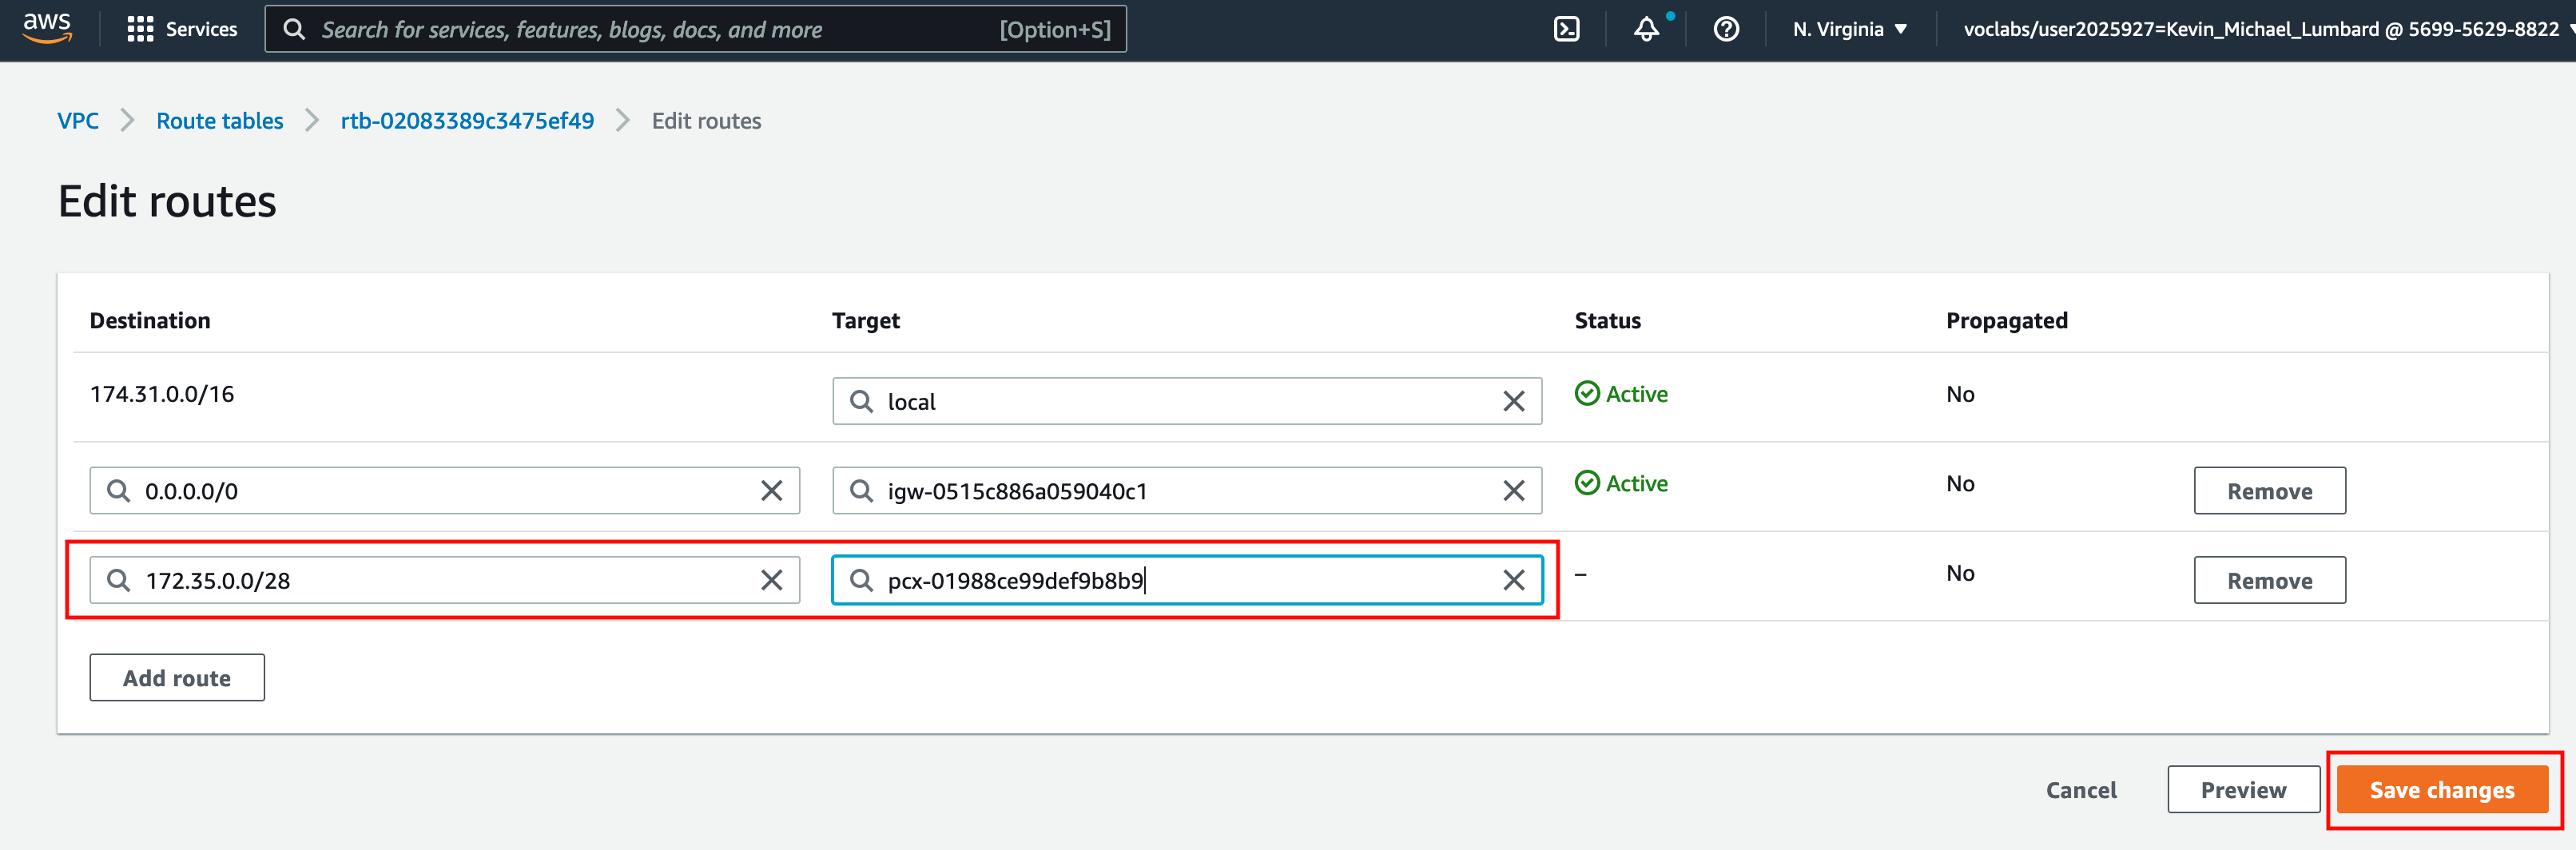 aws Services Search for services, features, blogs, docs, and more [Option+S] N. Virginia voclabs/user2025927=Kevin_Michael_Lumbard @ 5699-5629-8822
VPC Route tables rtb-02083389c3475ef49 Edit routes
Edit routes
Destination Target Status Propagated
174.31.0.0/16 local Active No
0.0.0.0/0 igw-0515c886a059040c1 Active No Remove
172.35.0.0/28 pcx-01988ce99def9b8b9 – No Remove
Add route
Cancel Preview Save changes